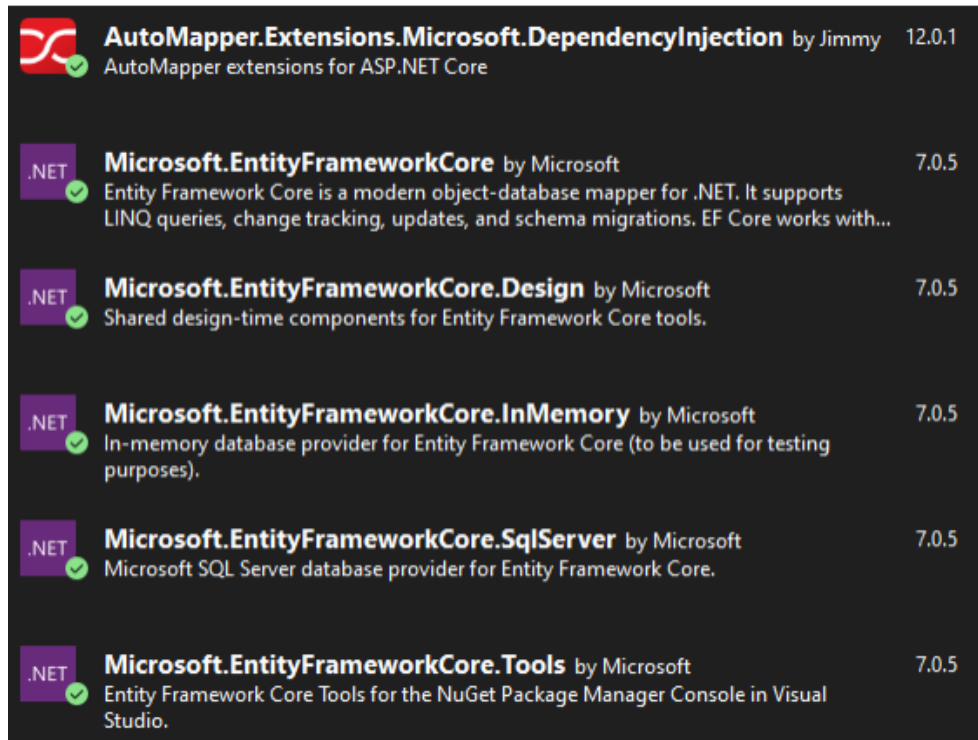 AutoMapper.Extensions.Microsoft.DependencyInjection by Jimmy 12.0.1
AutoMapper extensions for ASP.NET Core
.NET Microsoft.EntityFrameworkCore by Microsoft 7.0.5
Entity Framework Core is a modern object-database mapper for .NET. It supports
LINQ queries, change tracking, updates, and schema migrations. EF Core works with...
.NET Microsoft.EntityFrameworkCore.Design by Microsoft 7.0.5
Shared design-time components for Entity Framework Core tools.
.NET Microsoft.EntityFrameworkCore.InMemory by Microsoft 7.0.5
In-memory database provider for Entity Framework Core (to be used for testing
purposes).
.NET Microsoft.EntityFrameworkCore.SqlServer by Microsoft 7.0.5
Microsoft SQL Server database provider for Entity Framework Core.
.NET Microsoft.EntityFrameworkCore.Tools by Microsoft 7.0.5
Entity Framework Core Tools for the NuGet Package Manager Console in Visual
Studio.